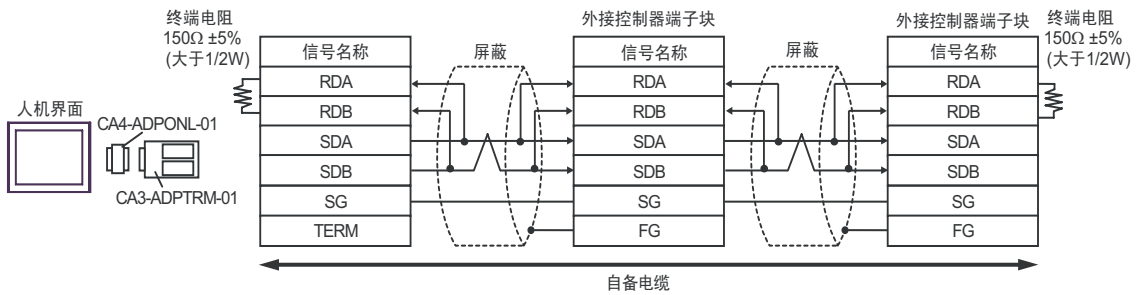 终端电阻
150Ω ±5%
(大于1/2W)
外接控制器端子块
外接控制器端子块
终端电阻
150Ω ±5%
(大于1/2W)
信号名称
屏蔽
信号名称
屏蔽
信号名称
RDA
RDA
RDA
RDB
RDB
RDB
人机界面
CA4-ADPONL-01
CA3-ADPTRM-01
SDA
SDA
SDA
SDB
SDB
SDB
SG
SG
SG
TERM
FG
FG
自备电缆